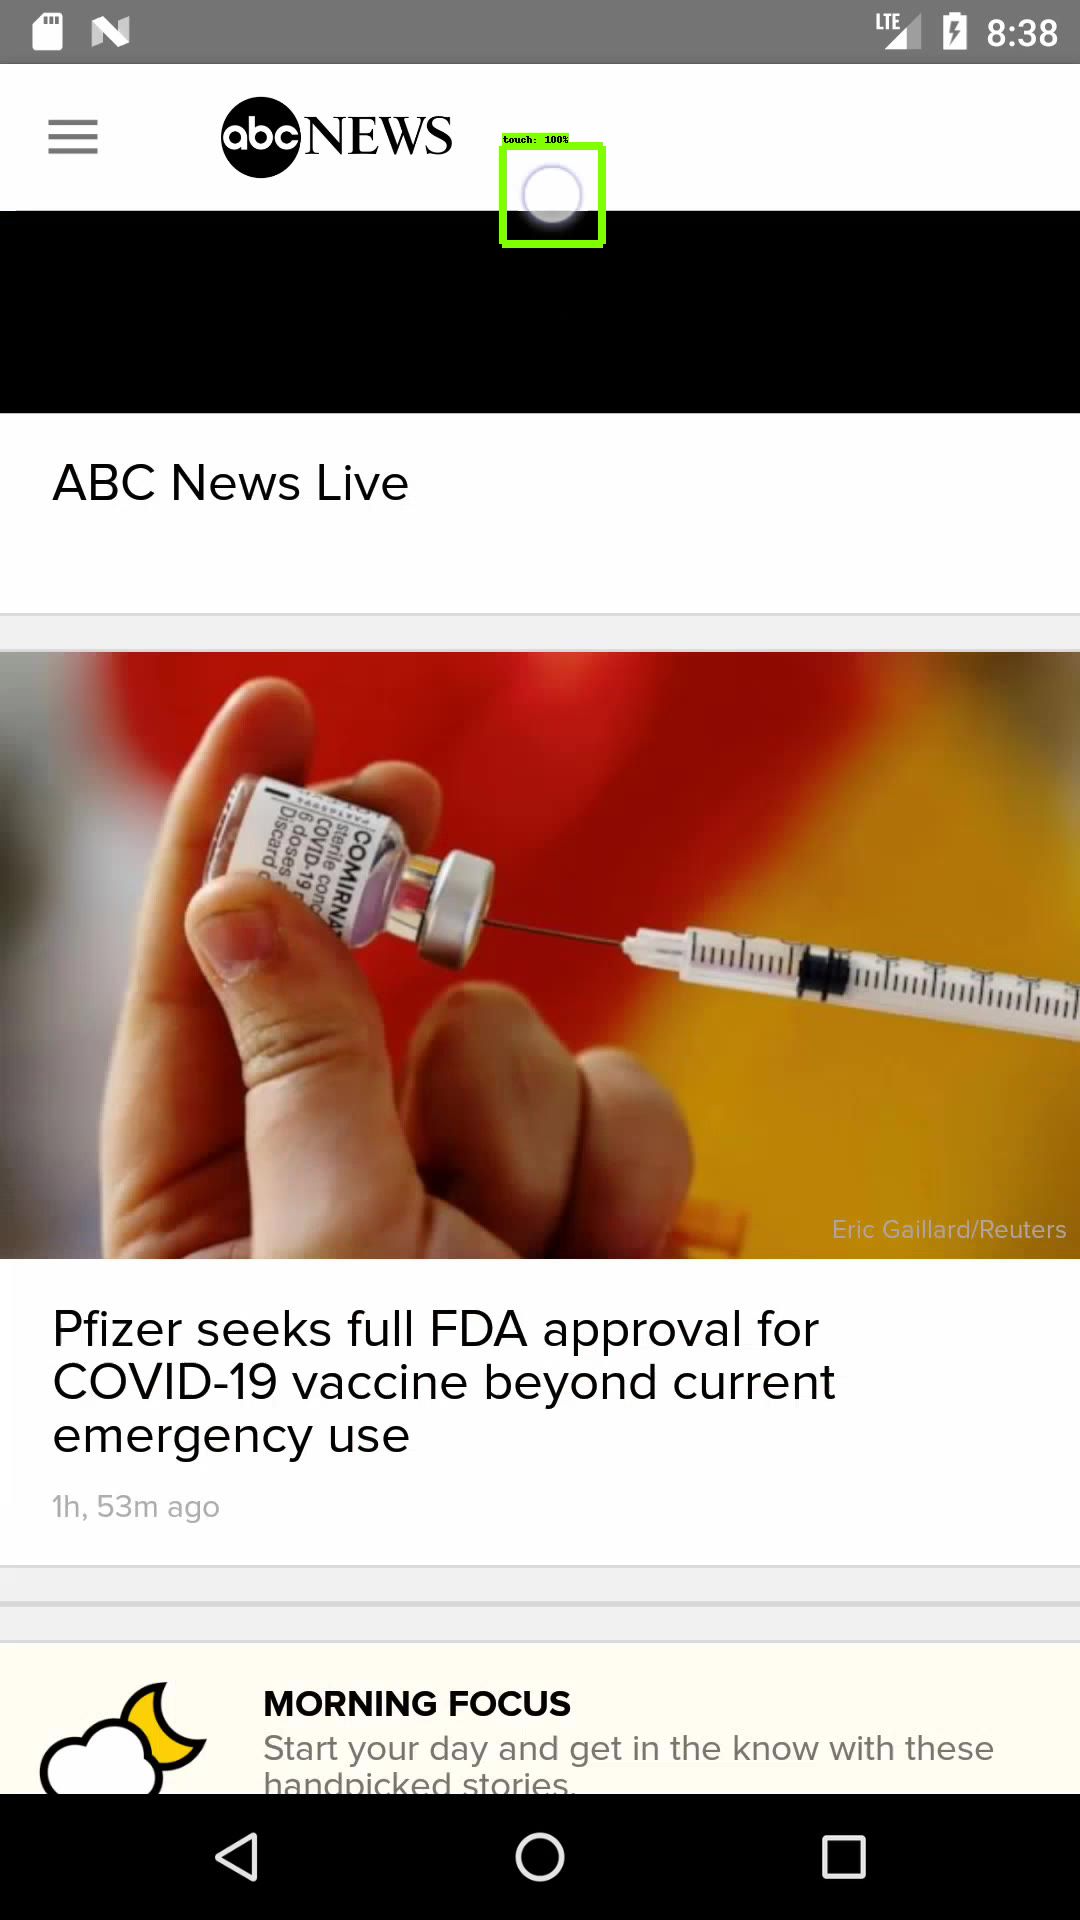 LTE
8:38
abc NEWS
touch: 100%
ABC News Live
COMIRNA
sterile conc
COVID-19
6 doses
Discard
Eric Gaillard/Reuters
Pfizer seeks full FDA approval for
COVID-19 vaccine beyond current
emergency use
1h, 53m ago
MORNING FOCUS
Start your day and get in the know with these
handpicked stories.